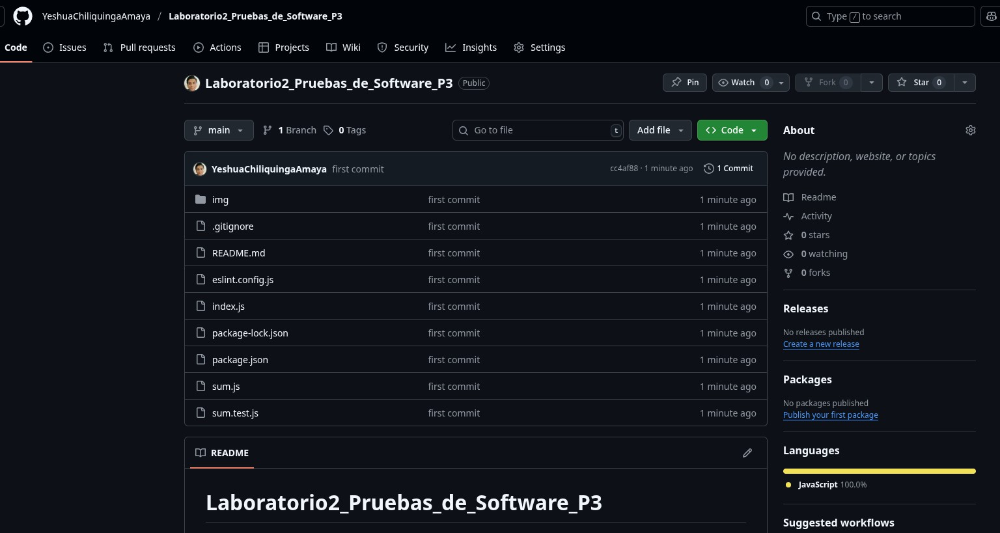 YeshuaChiliquingaAmaya / Laboratorio2_Pruebas_de_Software_P3
Type / to search
Code Issues Pull requests Actions Projects Wiki Security Insights Settings
Laboratorio2_Pruebas_de_Software_P3 Public
Pin Watch 0 Fork 0 Star 0
main 1 Branch 0 Tags Go to file t Add file Code
YeshuaChiliquingaAmaya first commit cc4af88 · 1 minute ago 1 Commit
img first commit 1 minute ago
.gitignore first commit 1 minute ago
README.md first commit 1 minute ago
eslint.config.js first commit 1 minute ago
index.js first commit 1 minute ago
package-lock.json first commit 1 minute ago
package.json first commit 1 minute ago
sum.js first commit 1 minute ago
sum.test.js first commit 1 minute ago
README
Laboratorio2_Pruebas_de_Software_P3
About
No description, website, or topics
provided.
Readme
Activity
0 stars
0 watching
0 forks
Releases
No releases published
Create a new release
Packages
No packages published
Publish your first package
Languages
JavaScript 100.0%
Suggested workflows